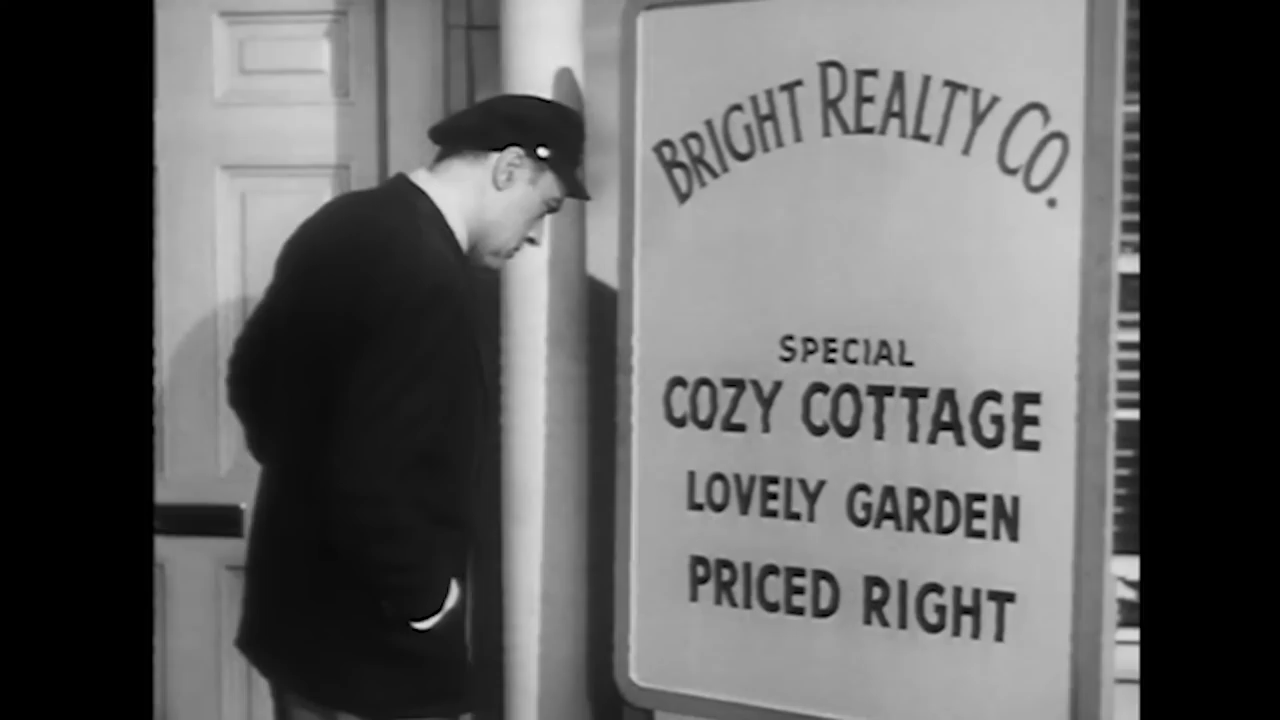 BRIGHT REALTY CO.
SPECIAL
COZY COTTAGE
LOVELY GARDEN
PRICED RIGHT